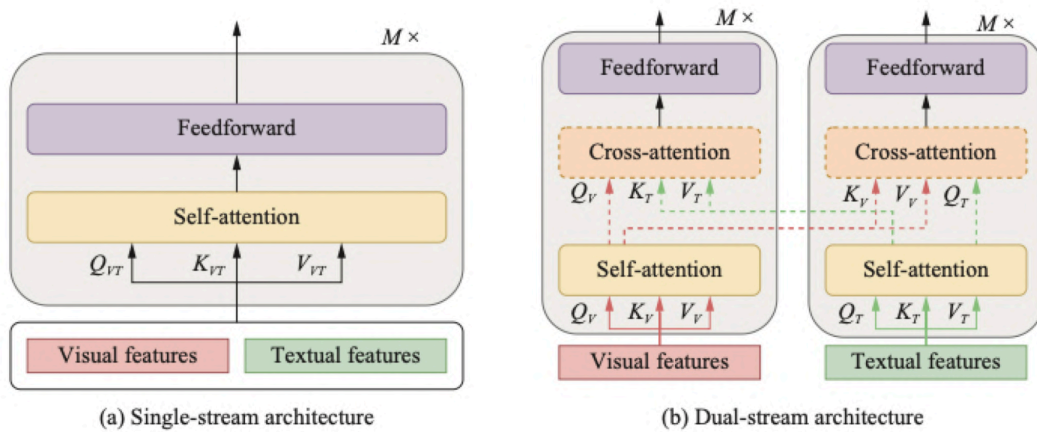 M ×
Feedforward
Self-attention
Q_VT K_VT V_VT
Visual features Textual features
(a) Single-stream architecture
M × M ×
Feedforward Feedforward
Cross-attention Cross-attention
Q_V K_T V_T K_V V_V Q_T
Self-attention Self-attention
Q_V K_V V_V Q_T K_T V_T
Visual features Textual features
(b) Dual-stream architecture